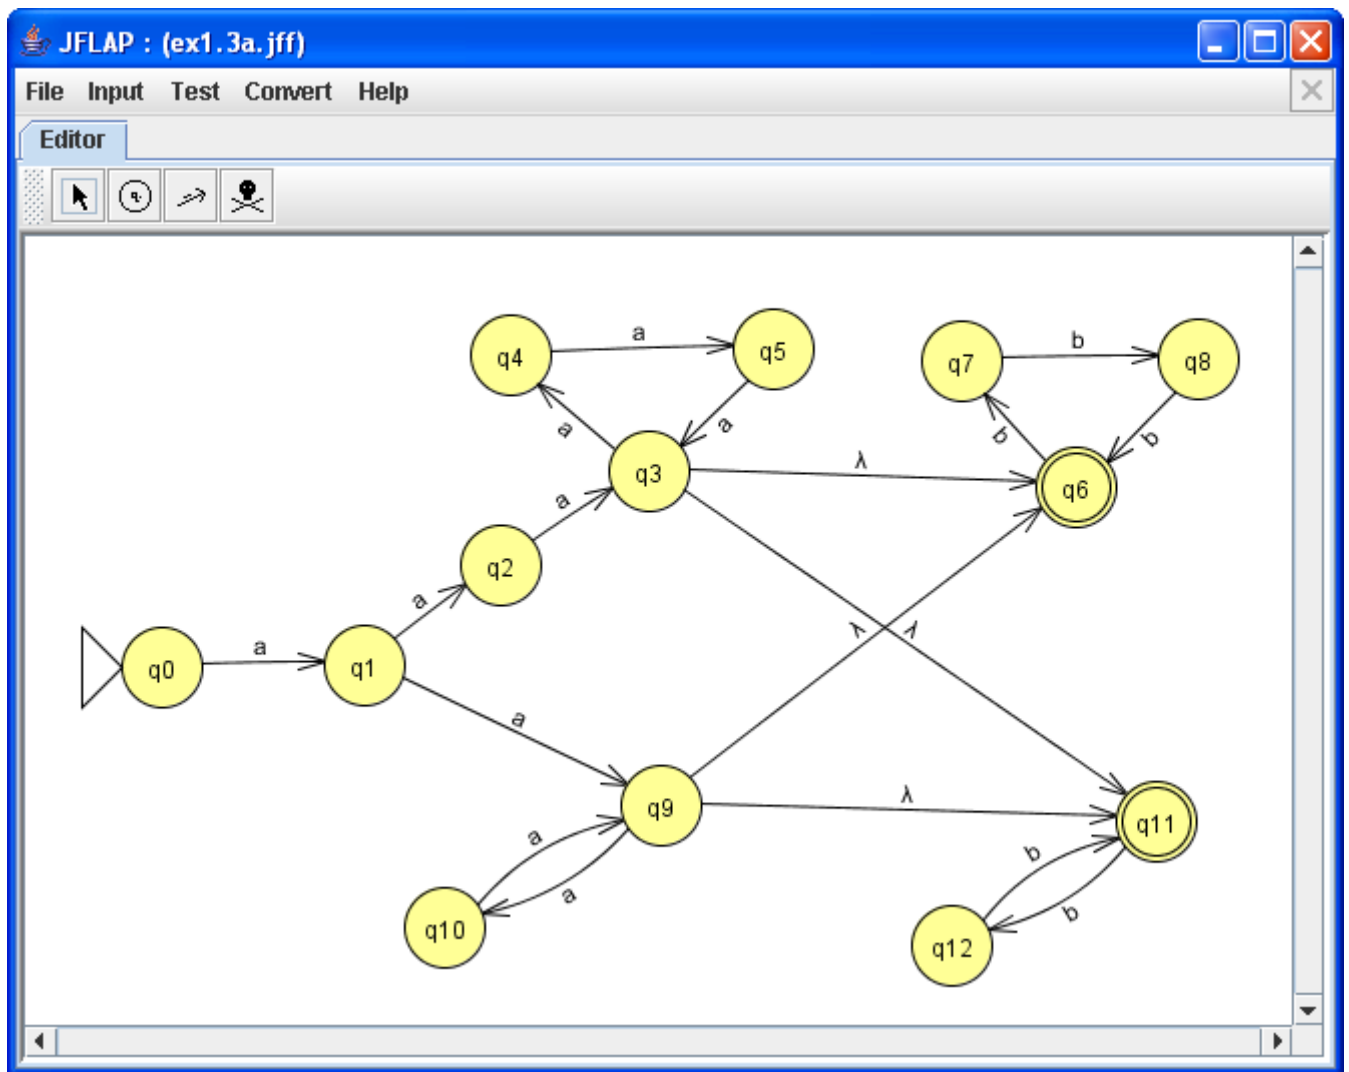 JFLAP : (ex1.3a.jff)
File Input Test Convert Help
Editor
q
q4 a q5 q7 b q8
a a b b
q3 λ q6
a
q2
a
λ λ
q0 a q1
a
q9 λ q11
a a b b
q10 q12